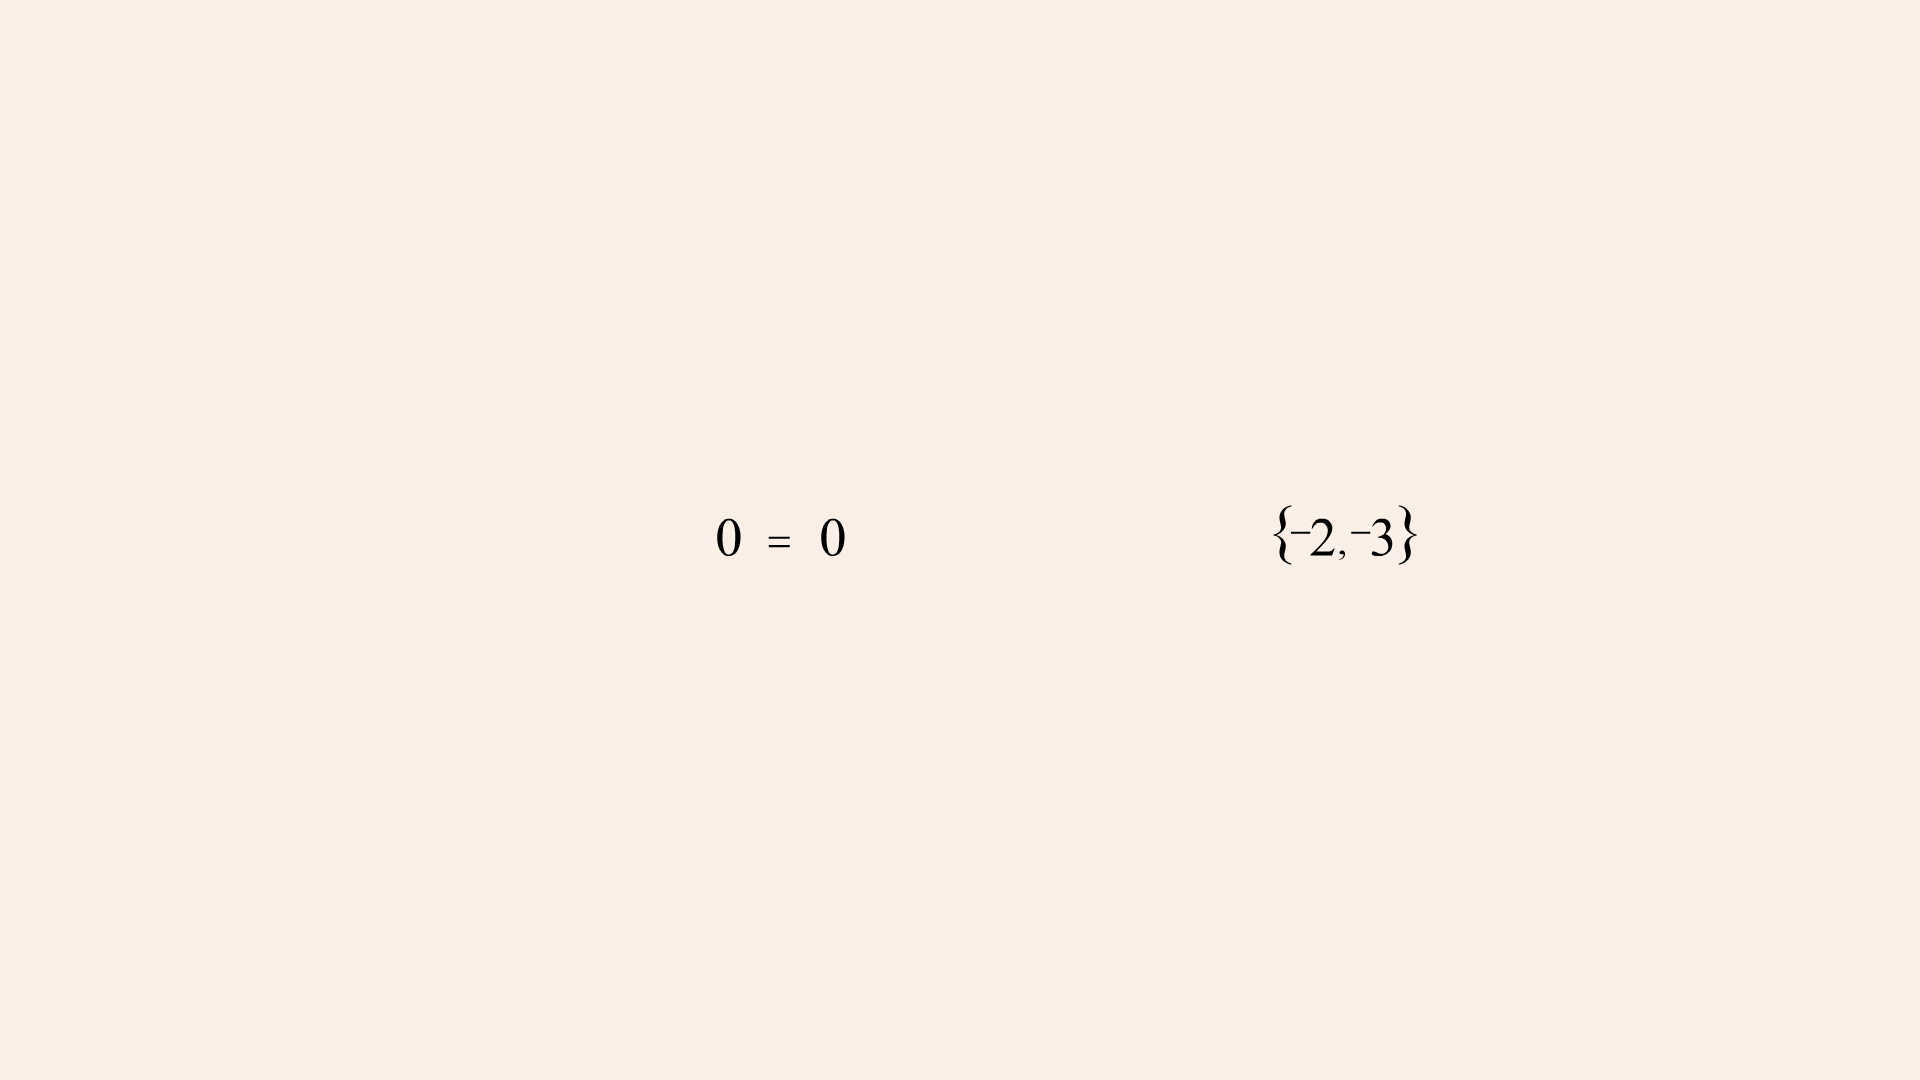 0 = 0 {−2,−3}